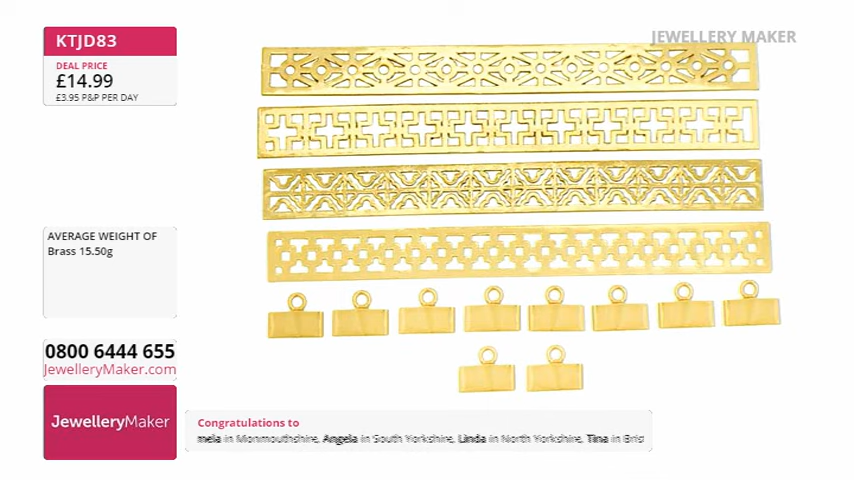 KTJD83
DEAL PRICE
£14.99
£3.95 P&P PER DAY
JEWELLERY MAKER
AVERAGE WEIGHT OF
Brass 15.50g
0800 6444 655
JewelleryMaker.com
JewelleryMaker
Congratulations to
mela in Monmouthshire, Angela in South Yorkshire, Linda in North Yorkshire, Tina in Bris